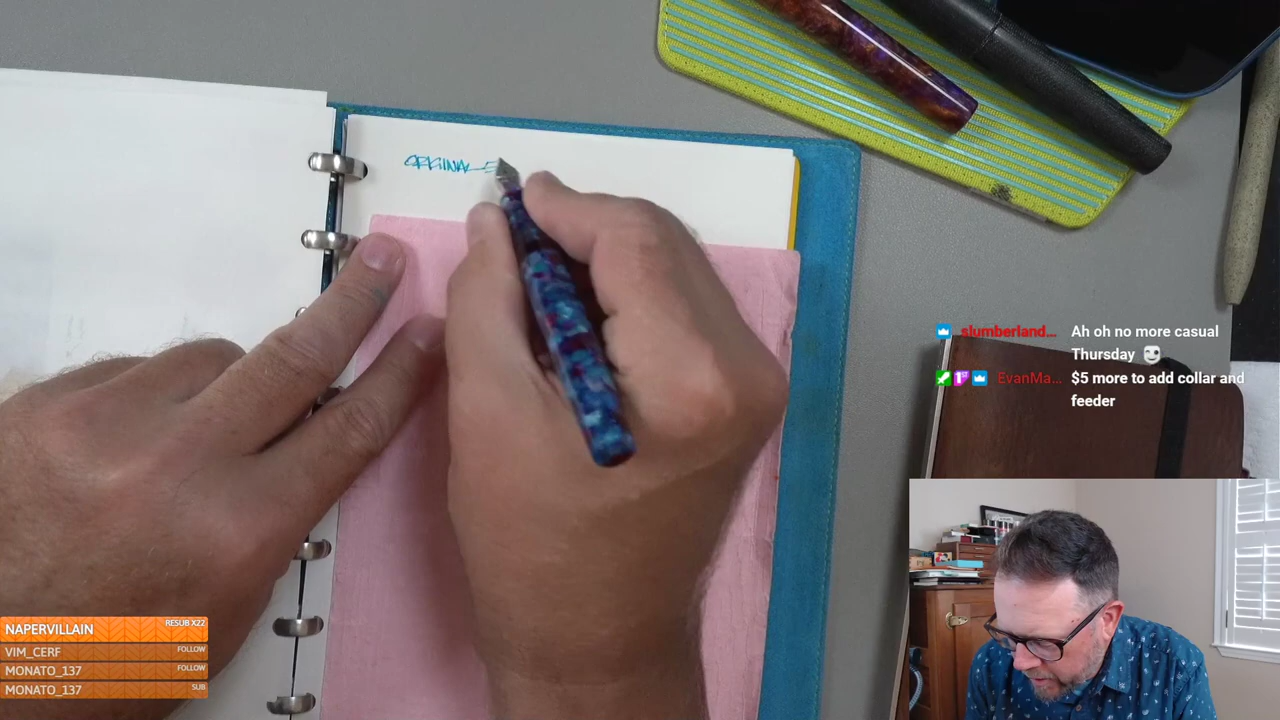 ORIGINAL
slumberland... Ah oh no more casual
Thursday
EvanMa... $5 more to add collar and
feeder
NAPERVILLAIN RESUB X22
VIM_CERF FOLLOW
MONATO_137 FOLLOW
MONATO_137 SUB